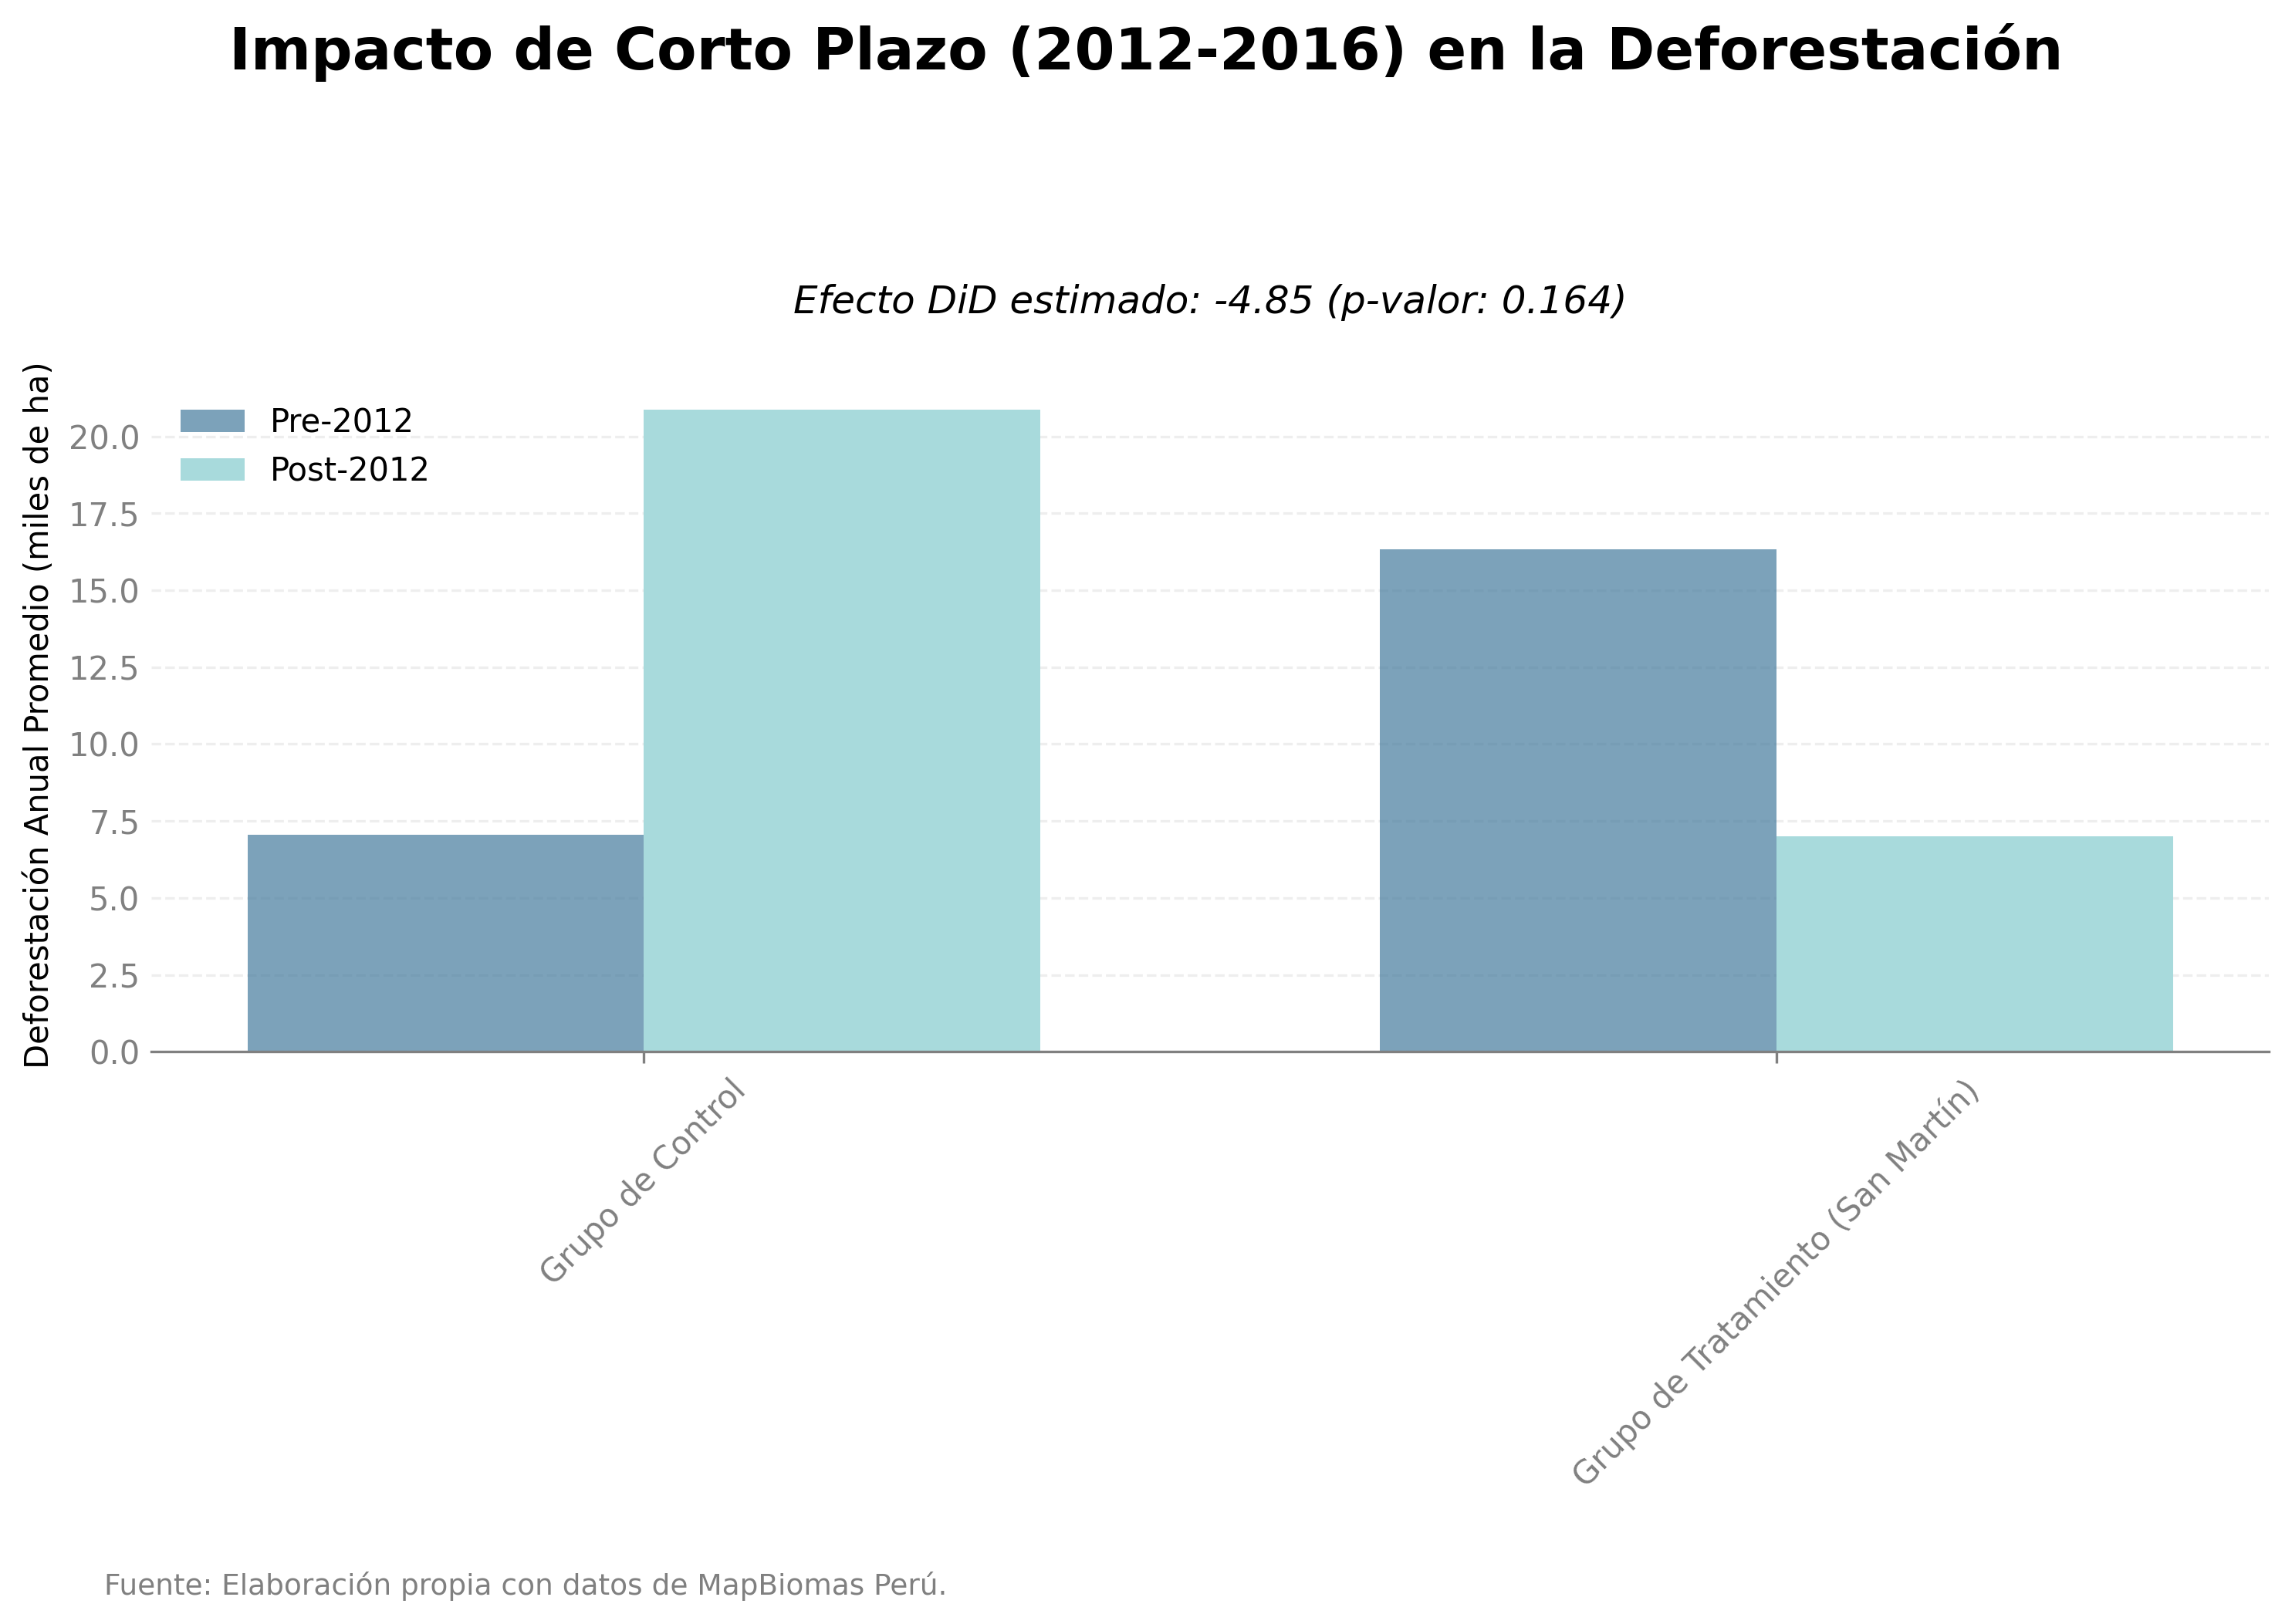 Impacto de Corto Plazo (2012-2016) en la Deforestación
Efecto DiD estimado: -4.85 (p-valor: 0.164)
Deforestación Anual Promedio (miles de ha)
Pre-2012
Post-2012
20.0
17.5
15.0
12.5
10.0
7.5
5.0
2.5
0.0
Grupo de Control
Grupo de Tratamiento (San Martín)
Fuente: Elaboración propia con datos de MapBiomas Perú.